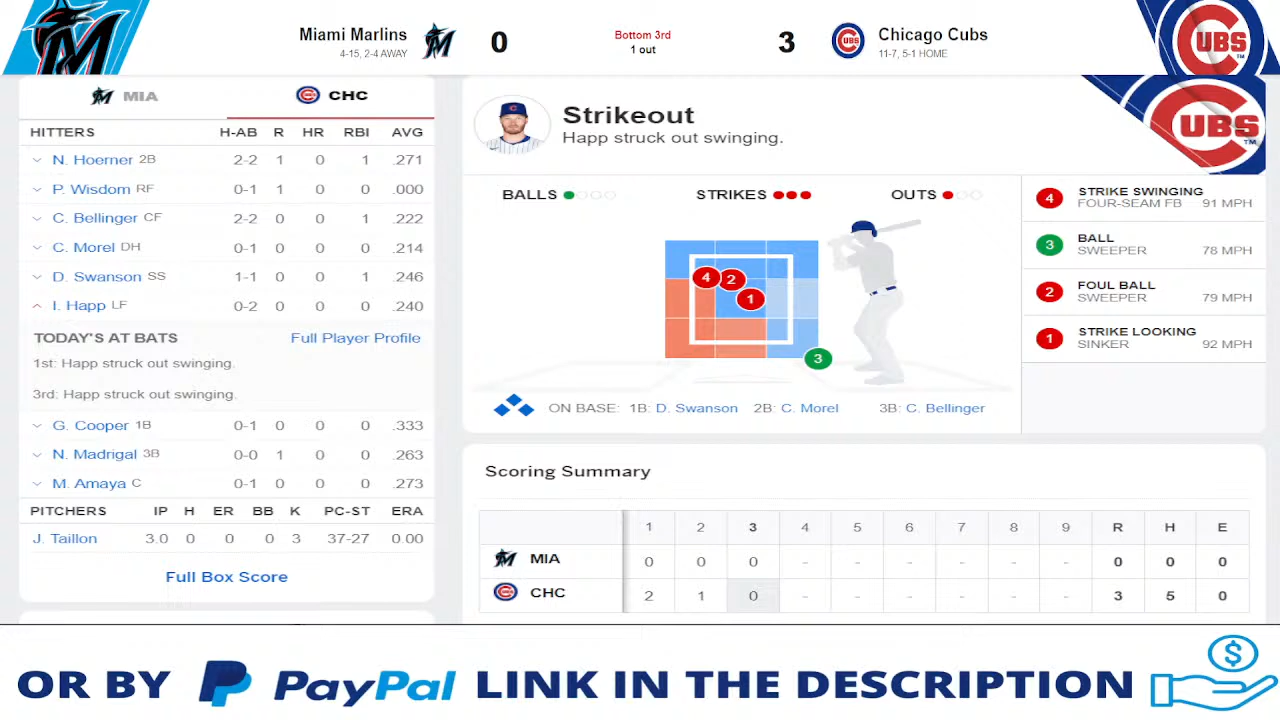 Miami Marlins
4-15, 2-4 AWAY
0
Bottom 3rd
1 out
3
Chicago Cubs
11-7, 5-1 HOME
CUBS
MIA
CHC
HITTERS H-AB R HR RBI AVG
N. Hoerner 2B 2-2 1 0 1 .271
P. Wisdom RF 0-1 1 0 0 .000
C. Bellinger CF 2-2 0 0 1 .222
C. Morel DH 0-1 0 0 0 .214
D. Swanson SS 1-1 0 0 1 .246
I. Happ LF 0-2 0 0 0 .240
TODAY'S AT BATS Full Player Profile
1st: Happ struck out swinging.
3rd: Happ struck out swinging.
G. Cooper 1B 0-1 0 0 0 .333
N. Madrigal 3B 0-0 1 0 0 .263
M. Amaya C 0-1 0 0 0 .273
PITCHERS IP H ER BB K PC-ST ERA
J. Taillon 3.0 0 0 0 3 37-27 0.00
Full Box Score
Strikeout
Happ struck out swinging.
CUBS
BALLS STRIKES OUTS
4 2
1
3
ON BASE: 1B: D. Swanson 2B: C. Morel 3B: C. Bellinger
4 STRIKE SWINGING
FOUR-SEAM FB 91 MPH
3 BALL
SWEEPER 78 MPH
2 FOUL BALL
SWEEPER 79 MPH
1 STRIKE LOOKING
SINKER 92 MPH
Scoring Summary
1 2 3 4 5 6 7 8 9 R H E
MIA 0 0 0 - - - - - - 0 0 0
CHC 2 1 0 - - - - - - 3 5 0
OR BY PayPal LINK IN THE DESCRIPTION